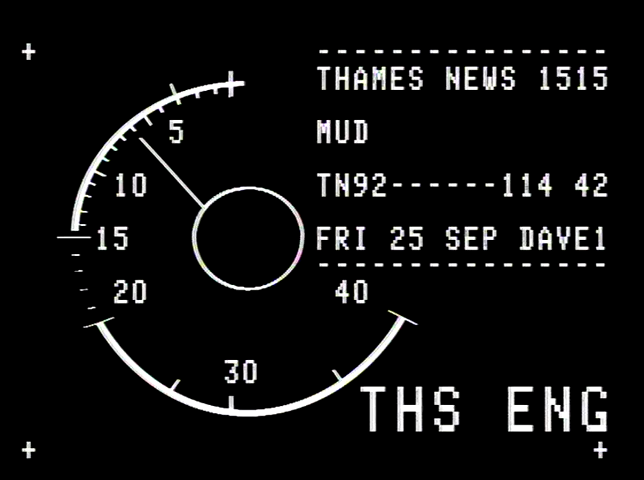 THAMES NEWS 1515
MUD
TN92------114 42
FRI 25 SEP DAVE1
5
10
15
20
30
40
THS ENG